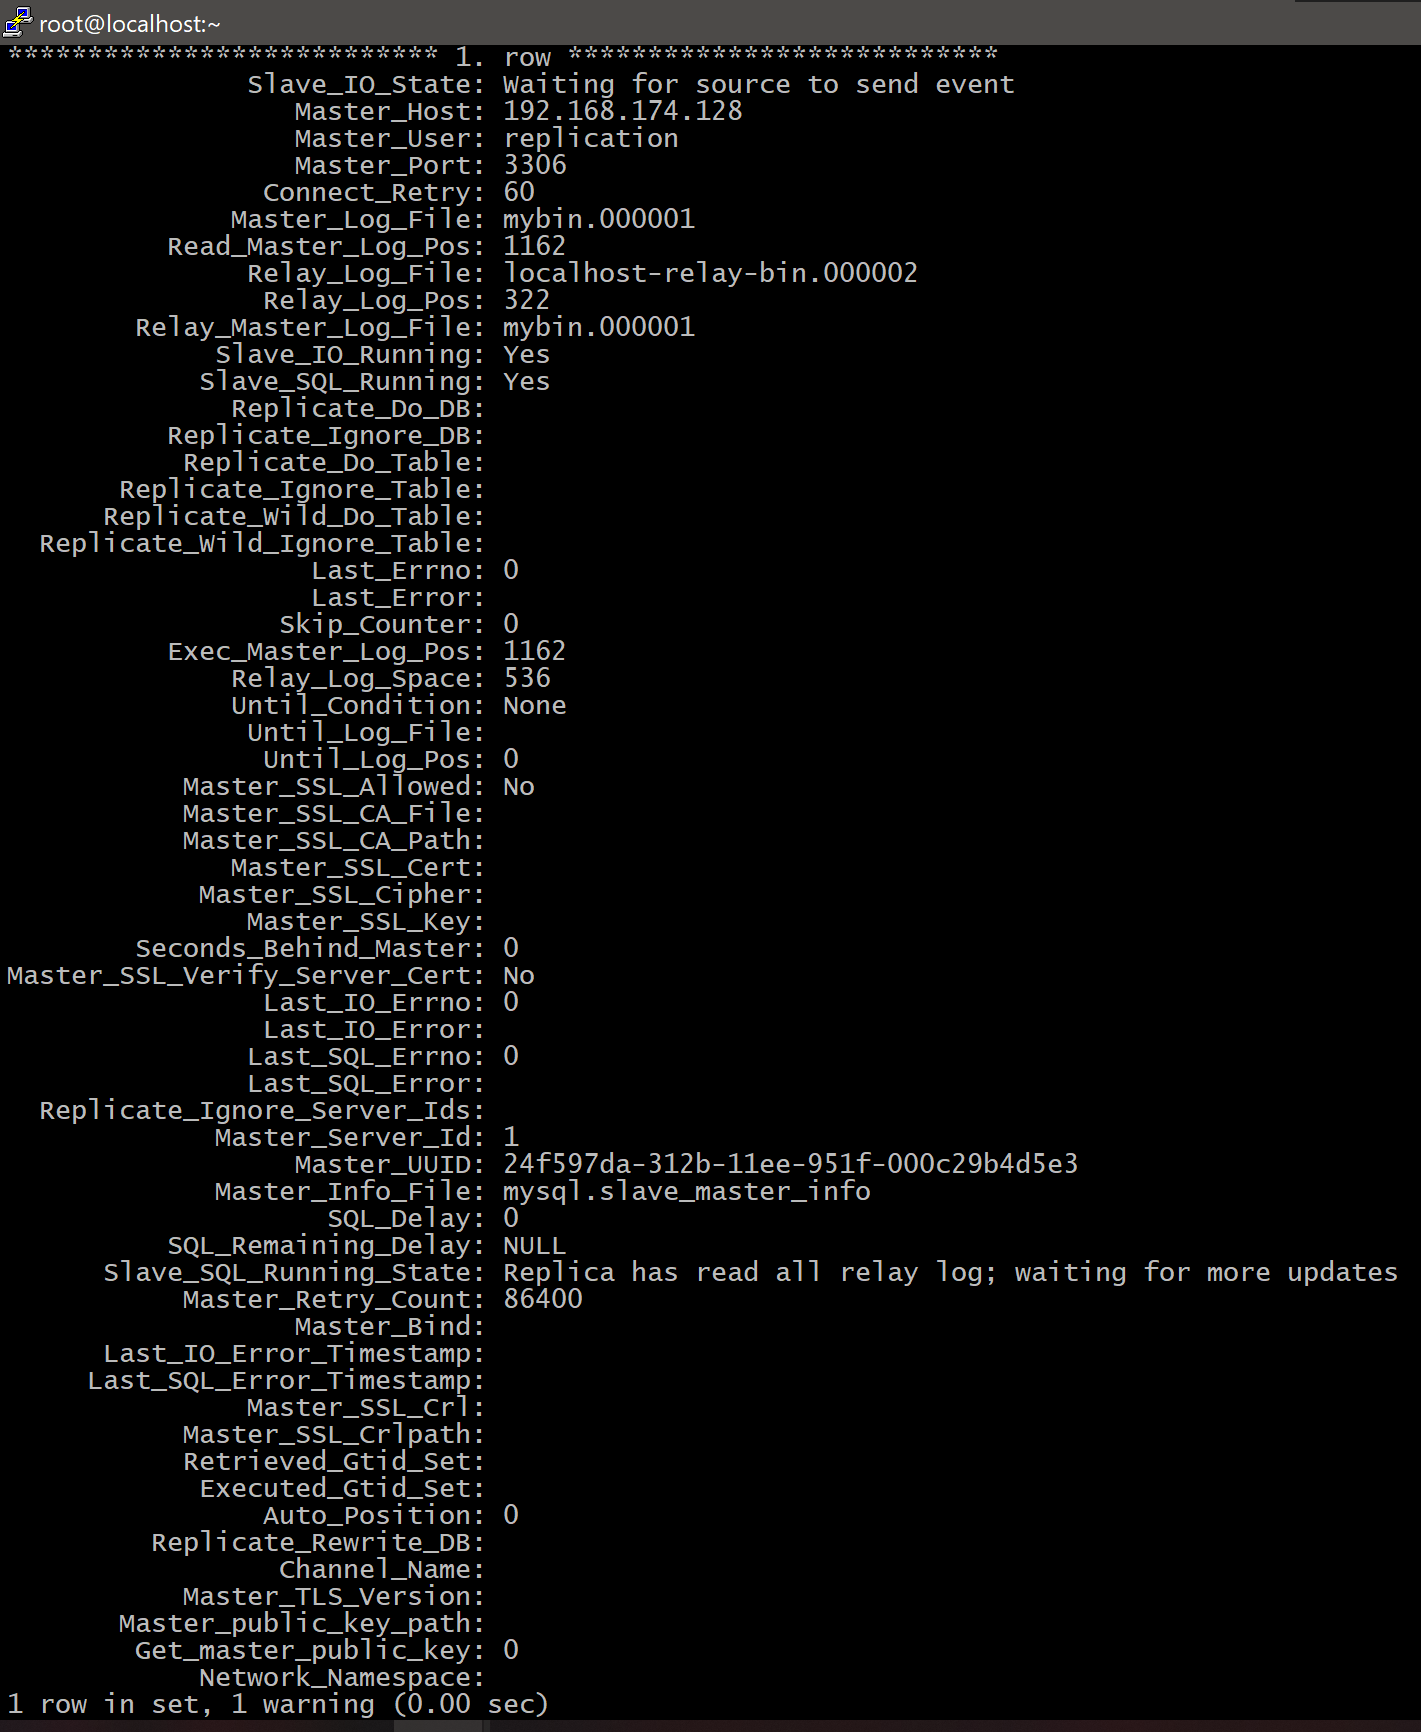 root@localhost:~
*************************** 1. row ***************************
Slave_IO_State: Waiting for source to send event
Master_Host: 192.168.174.128
Master_User: replication
Master_Port: 3306
Connect_Retry: 60
Master_Log_File: mybin.000001
Read_Master_Log_Pos: 1162
Relay_Log_File: localhost-relay-bin.000002
Relay_Log_Pos: 322
Relay_Master_Log_File: mybin.000001
Slave_IO_Running: Yes
Slave_SQL_Running: Yes
Replicate_Do_DB:
Replicate_Ignore_DB:
Replicate_Do_Table:
Replicate_Ignore_Table:
Replicate_Wild_Do_Table:
Replicate_Wild_Ignore_Table:
Last_Errno: 0
Last_Error:
Skip_Counter: 0
Exec_Master_Log_Pos: 1162
Relay_Log_Space: 536
Until_Condition: None
Until_Log_File:
Until_Log_Pos: 0
Master_SSL_Allowed: No
Master_SSL_CA_File:
Master_SSL_CA_Path:
Master_SSL_Cert:
Master_SSL_Cipher:
Master_SSL_Key:
Seconds_Behind_Master: 0
Master_SSL_Verify_Server_Cert: No
Last_IO_Errno: 0
Last_IO_Error:
Last_SQL_Errno: 0
Last_SQL_Error:
Replicate_Ignore_Server_Ids:
Master_Server_Id: 1
Master_UUID: 24f597da-312b-11ee-951f-000c29b4d5e3
Master_Info_File: mysql.slave_master_info
SQL_Delay: 0
SQL_Remaining_Delay: NULL
Slave_SQL_Running_State: Replica has read all relay log; waiting for more updates
Master_Retry_Count: 86400
Master_Bind:
Last_IO_Error_Timestamp:
Last_SQL_Error_Timestamp:
Master_SSL_Crl:
Master_SSL_Crlpath:
Retrieved_Gtid_Set:
Executed_Gtid_Set:
Auto_Position: 0
Replicate_Rewrite_DB:
Channel_Name:
Master_TLS_Version:
Master_public_key_path:
Get_master_public_key: 0
Network_Namespace:
1 row in set, 1 warning (0.00 sec)